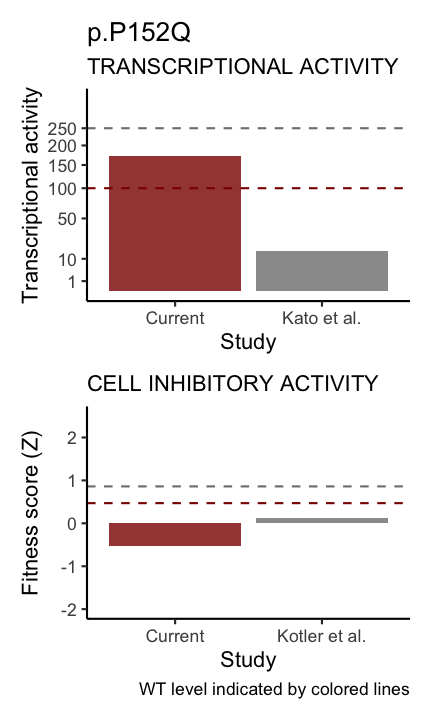 p.P152Q
TRANSCRIPTIONAL ACTIVITY
Transcriptional activity
250
200
150
100
50
10
1
Current
Kato et al.
Study
CELL INHIBITORY ACTIVITY
Fitness score (Z)
2
1
0
-1
-2
Current
Kotler et al.
Study
WT level indicated by colored lines